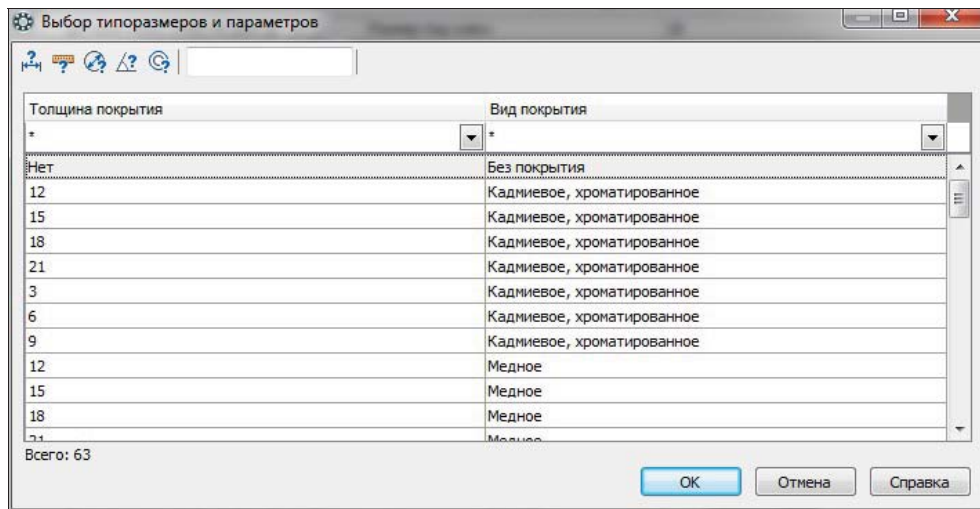 Выбор типоразмеров и параметров
Толщина покрытия Вид покрытия
* *
Нет Без покрытия
12 Кадмиевое, хроматированное
15 Кадмиевое, хроматированное
18 Кадмиевое, хроматированное
21 Кадмиевое, хроматированное
3 Кадмиевое, хроматированное
6 Кадмиевое, хроматированное
9 Кадмиевое, хроматированное
12 Медное
15 Медное
18 Медное
21 Медное
Всего: 63
OK Отмена Справка